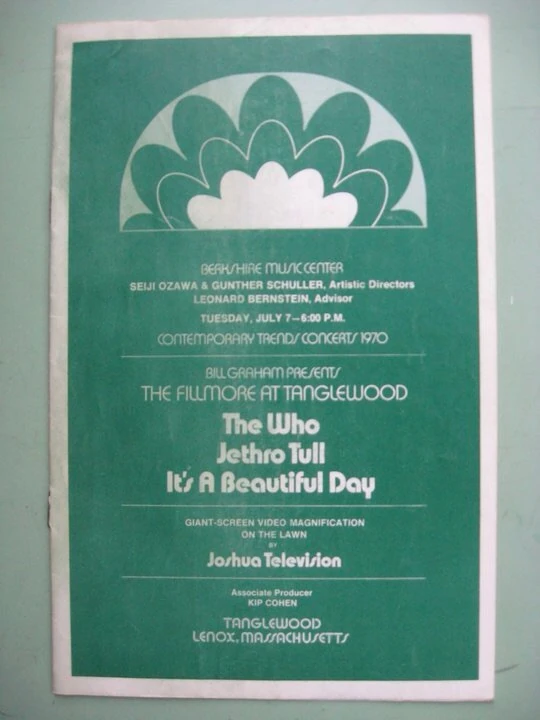 BERKSHIRE MUSIC CENTER
SEIJI OZAWA & GUNTHER SCHULLER, Artistic Directors
LEONARD BERNSTEIN, Advisor
TUESDAY, JULY 7—6:00 P.M.
CONTEMPORARY TRENDS CONCERTS 1970
BILL GRAHAM PRESENTS
THE FILLMORE AT TANGLEWOOD
The Who
Jethro Tull
It's A Beautiful Day
GIANT-SCREEN VIDEO MAGNIFICATION
ON THE LAWN
BY
Joshua Television
Associate Producer
KIP COHEN
TANGLEWOOD
LENOX, MASSACHUSETTS